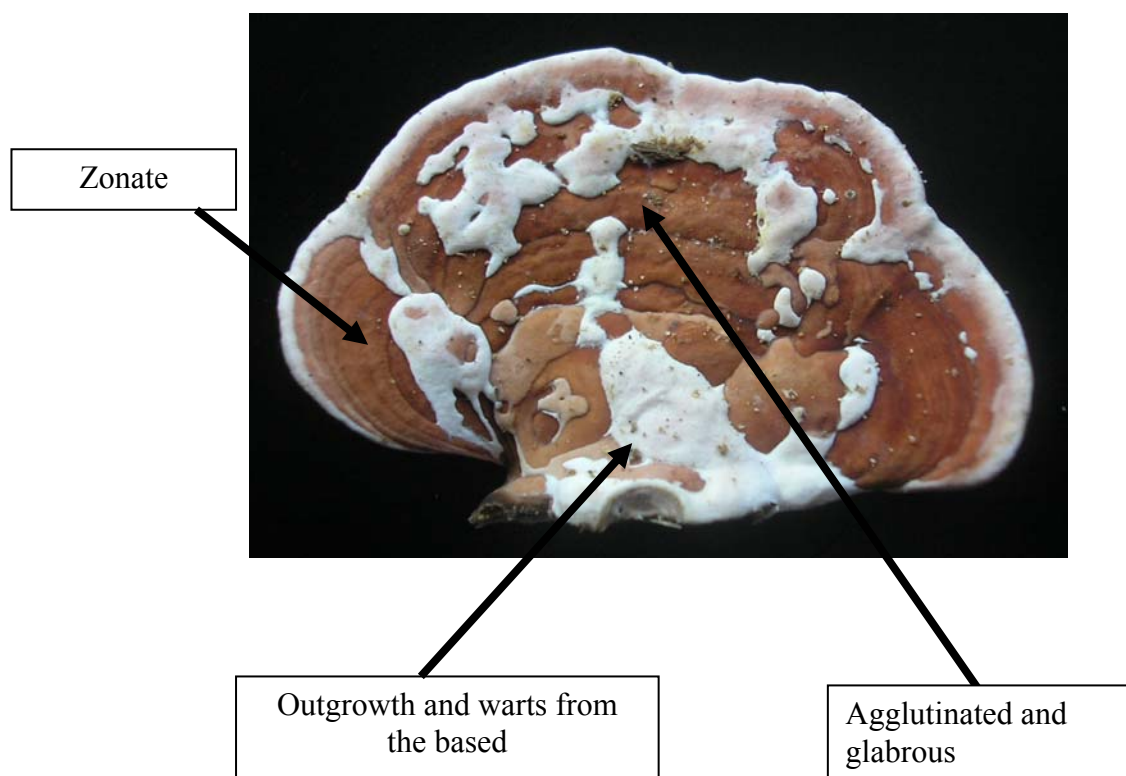 Zonate
Outgrowth and warts from
the based
Agglutinated and
glabrous